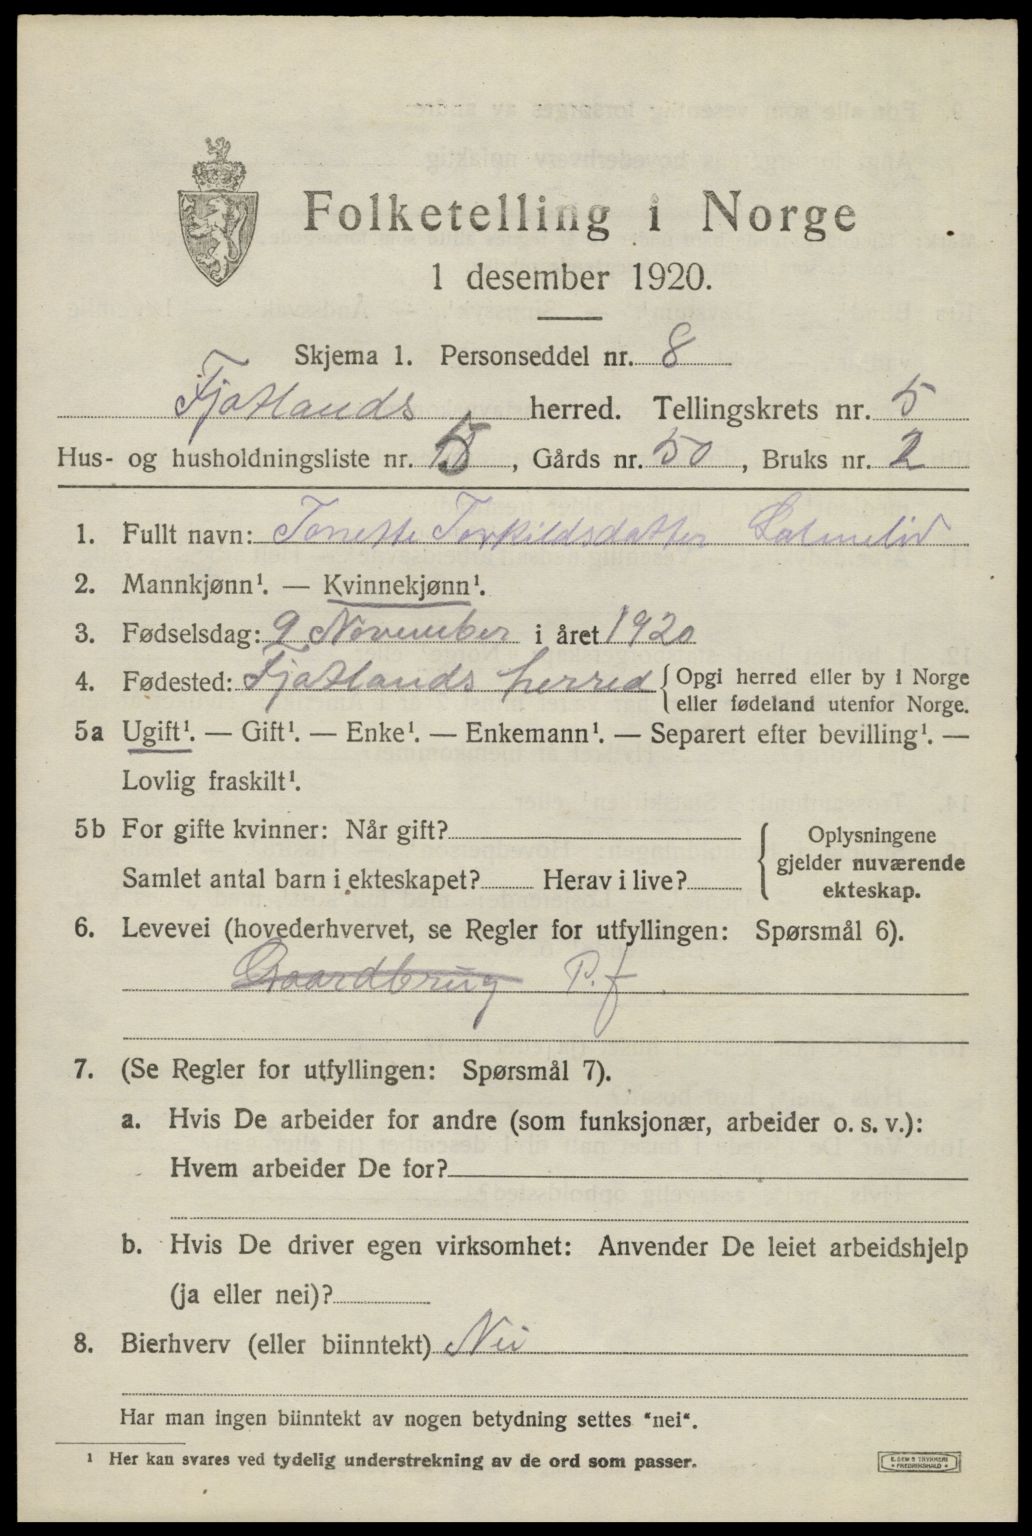 Folketelling i Norge
1 desember 1920.
Skjema 1. Personseddel nr. 8
Fjotlands herred. Tellingskrets nr. 5
Hus- og husholdningsliste nr. 5, Gårds nr. 50, Bruks nr. 2
1. Fullt navn: Tonette Torkildsdatter
2. Mannkjønn¹. — Kvinnekjønn¹.
3. Fødselsdag: 9 November i året 1920
4. Fødested: Fjotlands herred { Opgi herred eller by i Norge
eller fødeland utenfor Norge.
5a Ugift¹. — Gift¹. — Enke¹. — Enkemann¹. — Separert efter bevilling¹. —
Lovlig fraskilt¹.
5b For gifte kvinner: Når gift?
Samlet antal barn i ekteskapet? Herav i live?
{ Oplysningene
gjelder nuværende
ekteskap.
6. Levevei (hovederhvervet, se Regler for utfyllingen: Spørsmål 6).
Gaardbrug P.f
7. (Se Regler for utfyllingen: Spørsmål 7).
a. Hvis De arbeider for andre (som funksjonær, arbeider o. s. v.):
Hvem arbeider De for?
b. Hvis De driver egen virksomhet: Anvender De leiet arbeidshjelp
(ja eller nei)?
8. Bierhverv (eller biinntekt) Nei
Har man ingen biinntekt av nogen betydning settes "nei".
¹ Her kan svares ved tydelig understrekning av de ord som passer.
E. SEM'S TRYKKERI
FREDRIKSHALD